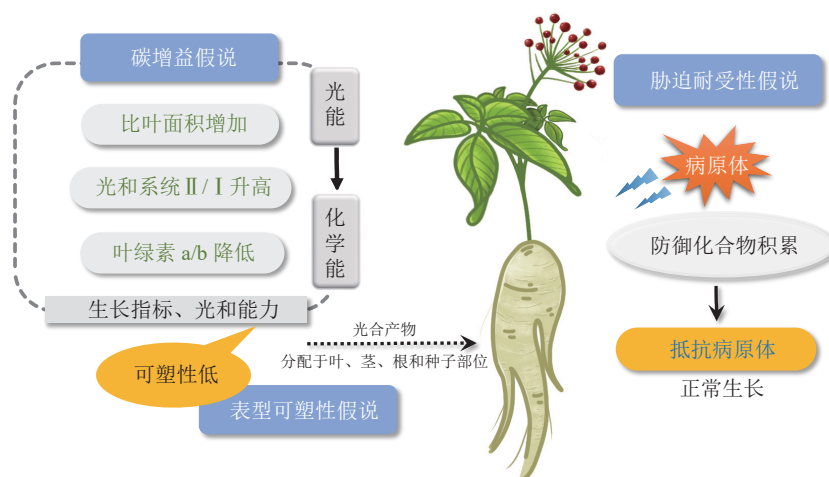 碳增益假说
光能
比叶面积增加
光和系统Ⅱ/Ⅰ升高
化学能
叶绿素 a/b 降低
生长指标、光和能力
可塑性低
表型可塑性假说
光合产物
分配于叶、茎、根和种子部位
胁迫耐受性假说
病原体
防御化合物积累
抵抗病原体
正常生长